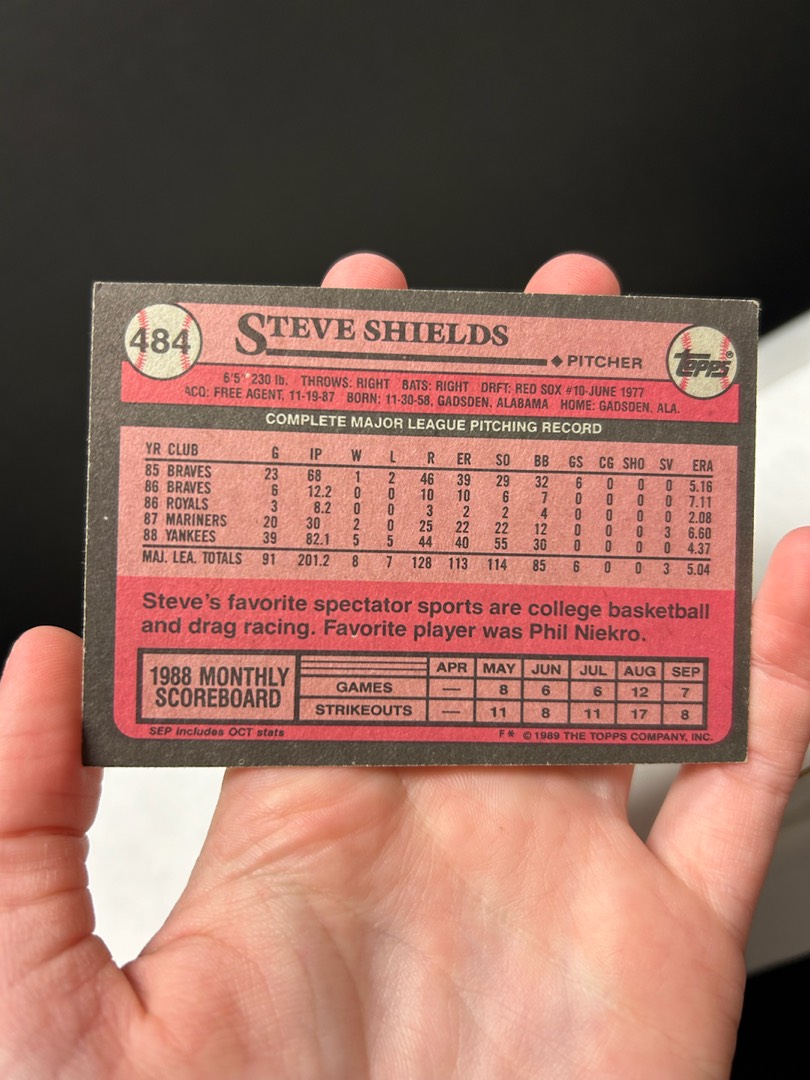 484
STEVE SHIELDS
◆ PITCHER
topps®
6'5" 230 lb. THROWS: RIGHT BATS: RIGHT DRFT: RED SOX #10-JUNE 1977
ACQ: FREE AGENT, 11-19-87 BORN: 11-30-58, GADSDEN, ALABAMA HOME: GADSDEN, ALA.
COMPLETE MAJOR LEAGUE PITCHING RECORD
YR CLUB G IP W L R ER SO BB GS CG SHO SV ERA
85 BRAVES 23 68 1 2 46 39 29 32 6 0 0 0 5.16
86 BRAVES 6 12.2 0 0 10 10 6 7 0 0 0 0 7.11
86 ROYALS 3 8.2 0 0 3 2 2 4 0 0 0 0 2.08
87 MARINERS 20 30 2 0 25 22 22 12 0 0 0 3 6.60
88 YANKEES 39 82.1 5 5 44 40 55 30 0 0 0 0 4.37
MAJ. LEA. TOTALS 91 201.2 8 7 128 113 114 85 6 0 0 3 5.04
Steve's favorite spectator sports are college basketball
and drag racing. Favorite player was Phil Niekro.
1988 MONTHLY
SCOREBOARD
APR MAY JUN JUL AUG SEP
GAMES — 8 6 6 12 7
STRIKEOUTS — 11 8 11 17 8
SEP includes OCT stats
F* © 1989 THE TOPPS COMPANY, INC.